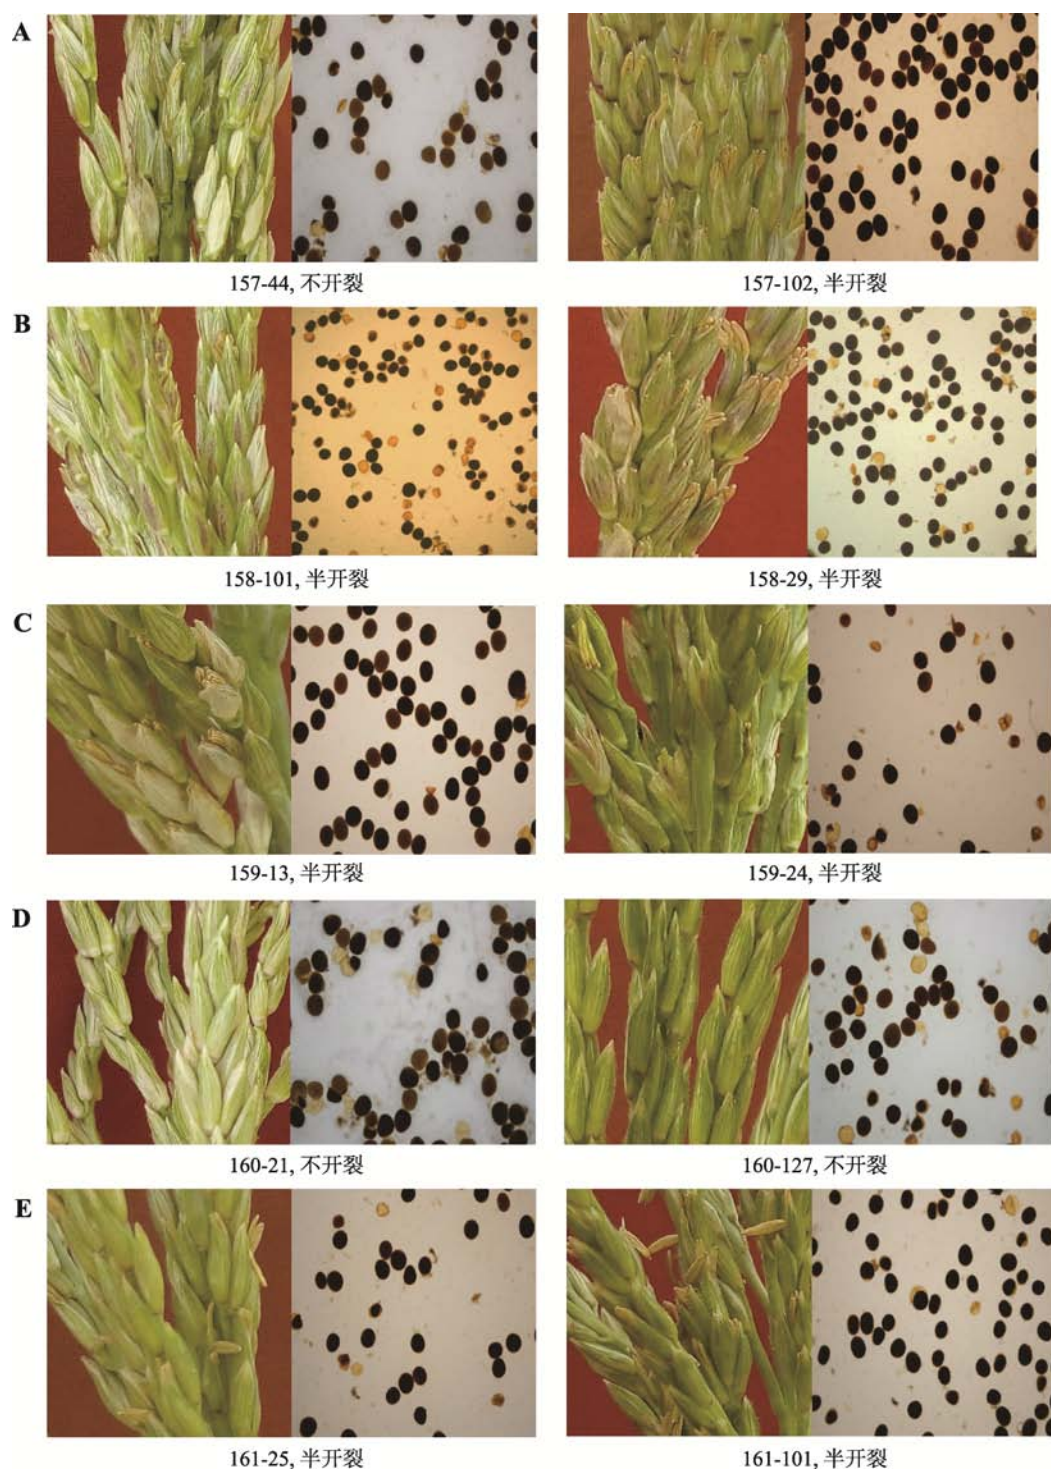 A
157-44, 不开裂
157-102, 半开裂
B
158-101, 半开裂
158-29, 半开裂
C
159-13, 半开裂
159-24, 半开裂
D
160-21, 不开裂
160-127, 不开裂
E
161-25, 半开裂
161-101, 半开裂